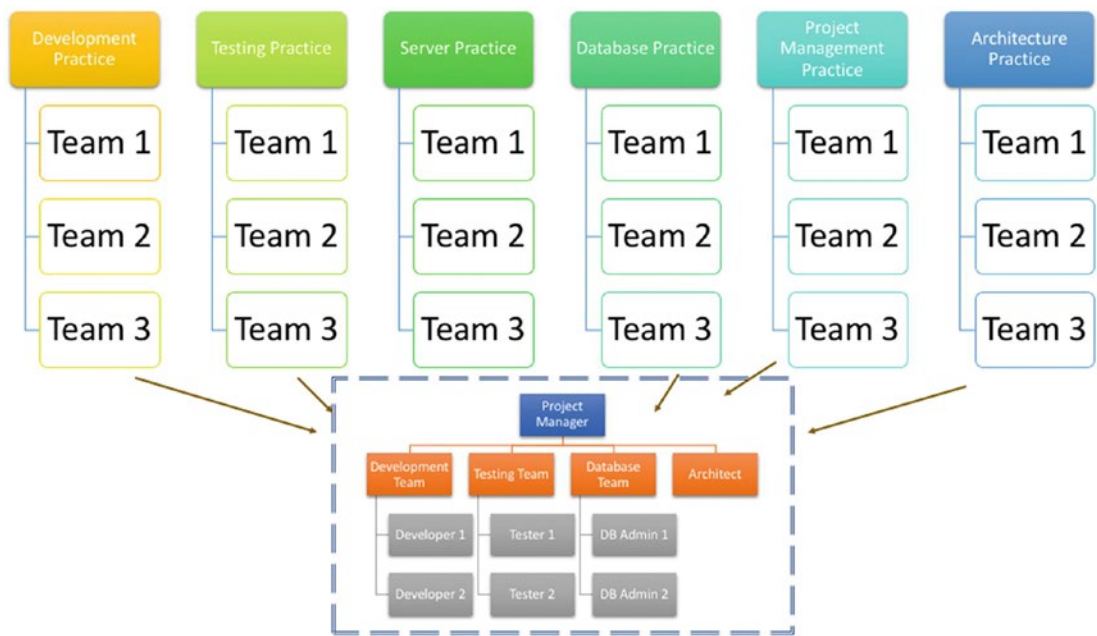 Development
Practice
Testing Practice
Server Practice
Database Practice
Project
Management
Practice
Architecture
Practice
Team 1
Team 1
Team 1
Team 1
Team 1
Team 1
Team 2
Team 2
Team 2
Team 2
Team 2
Team 2
Team 3
Team 3
Team 3
Team 3
Team 3
Team 3
Project
Manager
Development
Team
Testing Team
Database
Team
Architect
Developer 1
Tester 1
DB Admin 1
Developer 2
Tester 2
DB Admin 2